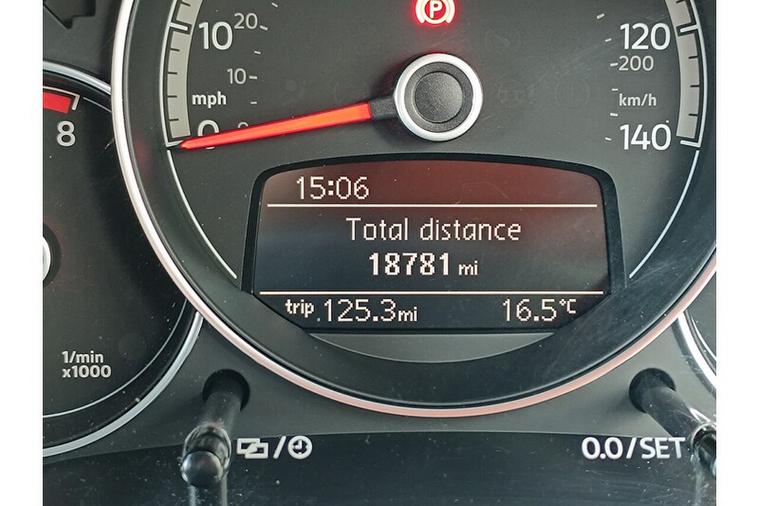 P
10 20
120
200
10
mph
km/h
8
0 0
140
15:06
Total distance
18781 mi
trip 125.3 mi 16.5°C
1/min
x1000
0.0/SET